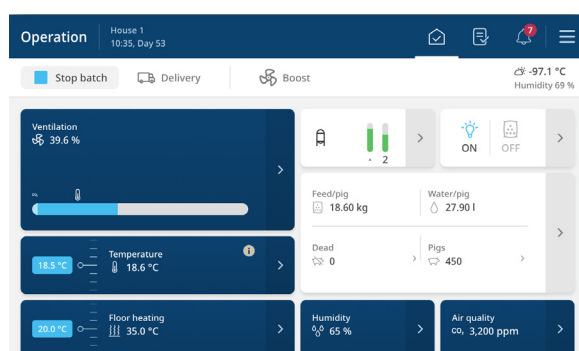 Operation
House 1
10:35, Day 53
7
Stop batch
Delivery
Boost
-97.1 °C
Humidity 69 %
Ventilation
39.6 %
2
ON
OFF
Feed/pig
18.60 kg
Water/pig
27.90 l
Dead
0
Pigs
450
18.5 °C
Temperature
18.6 °C
i
20.0 °C
Floor heating
35.0 °C
Humidity
65 %
Air quality
CO₂ 3,200 ppm